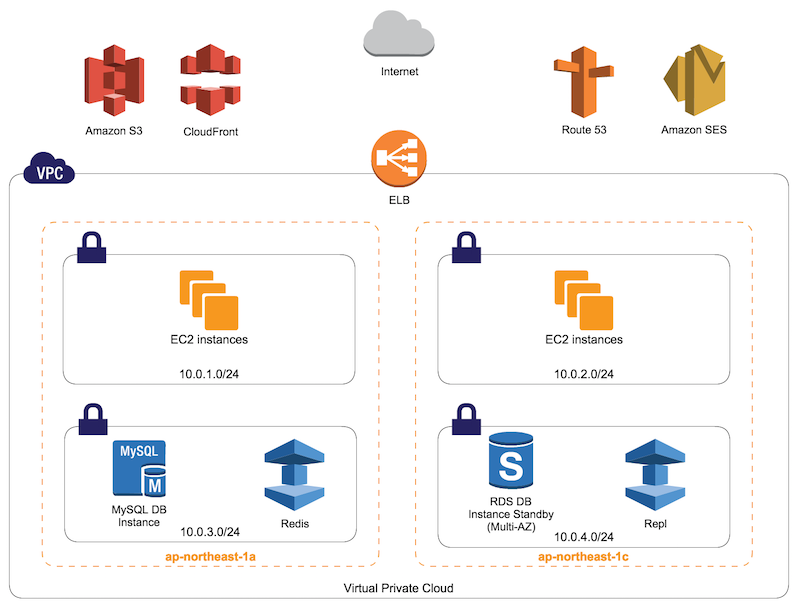 Internet
Amazon S3
CloudFront
Route 53
Amazon SES
VPC
ELB
EC2 instances
10.0.1.0/24
EC2 instances
10.0.2.0/24
MySQL
M
MySQL DB
Instance
Redis
10.0.3.0/24
ap-northeast-1a
S
RDS DB
Instance Standby
(Multi-AZ)
Repl
10.0.4.0/24
ap-northeast-1c
Virtual Private Cloud